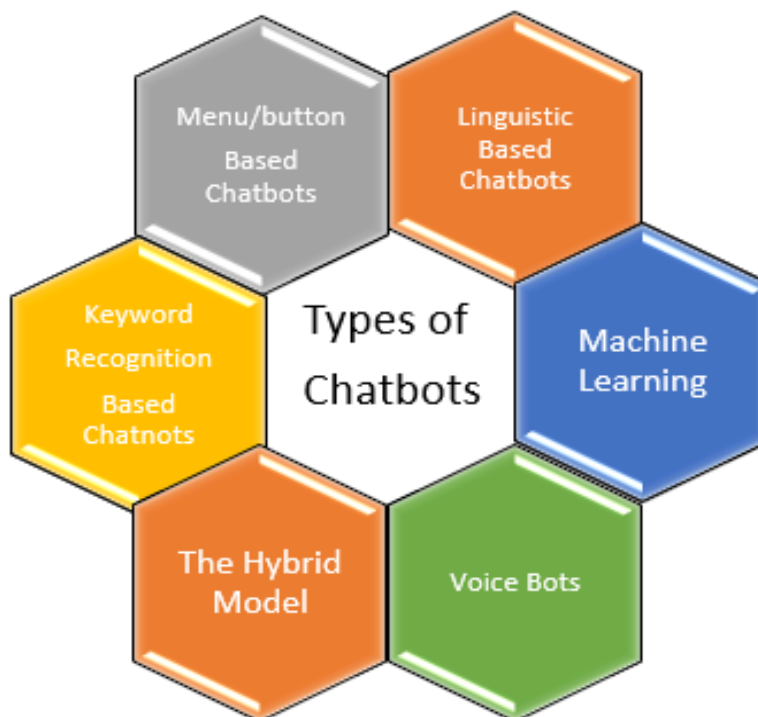 Menu/button
Based
Chatbots
Linguistic
Based
Chatbots
Keyword
Recognition
Based
Chatnots
Types of
Chatbots
Machine
Learning
The Hybrid
Model
Voice Bots